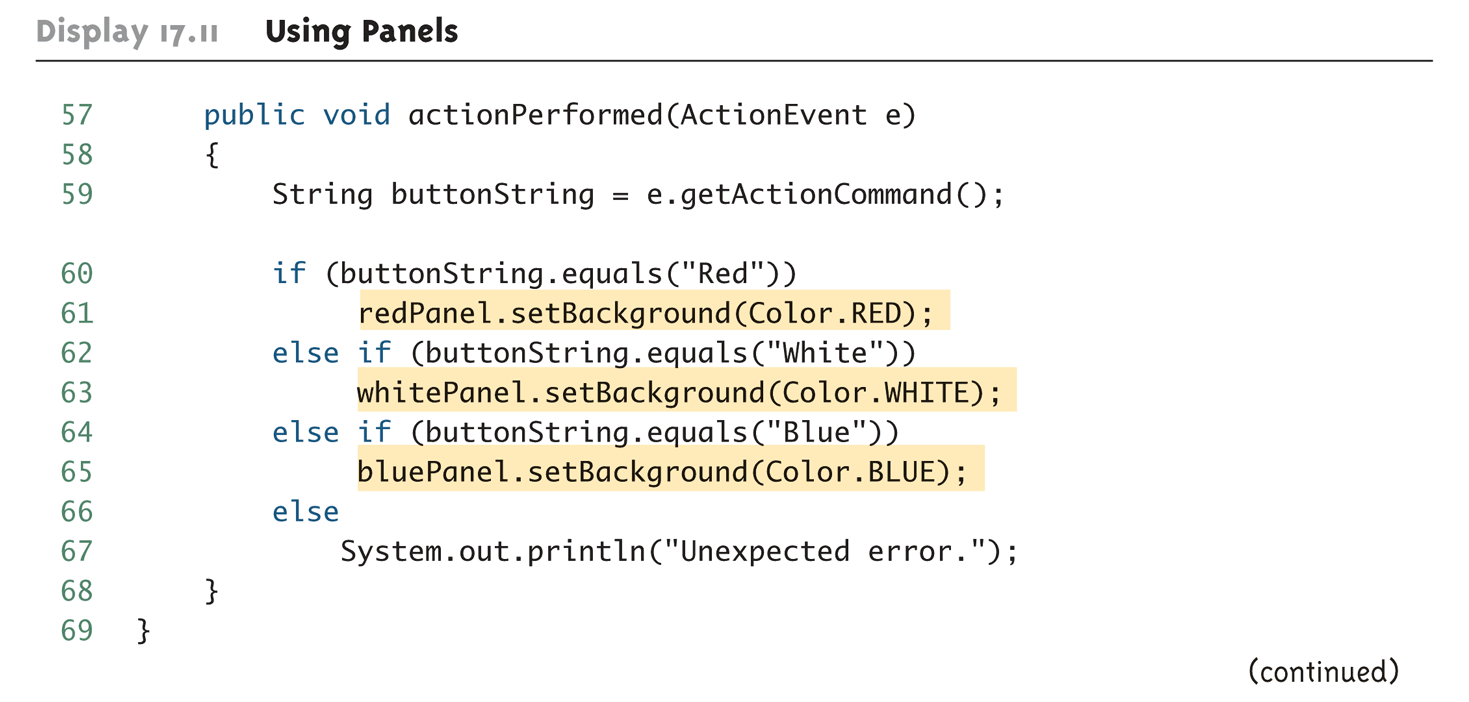 Display 17.11 Using Panels
57 public void actionPerformed(ActionEvent e)
58 {
59 String buttonString = e.getActionCommand();
60 if (buttonString.equals("Red"))
61 redPanel.setBackground(Color.RED);
62 else if (buttonString.equals("White"))
63 whitePanel.setBackground(Color.WHITE);
64 else if (buttonString.equals("Blue"))
65 bluePanel.setBackground(Color.BLUE);
66 else
67 System.out.println("Unexpected error.");
68 }
69 }
(continued)